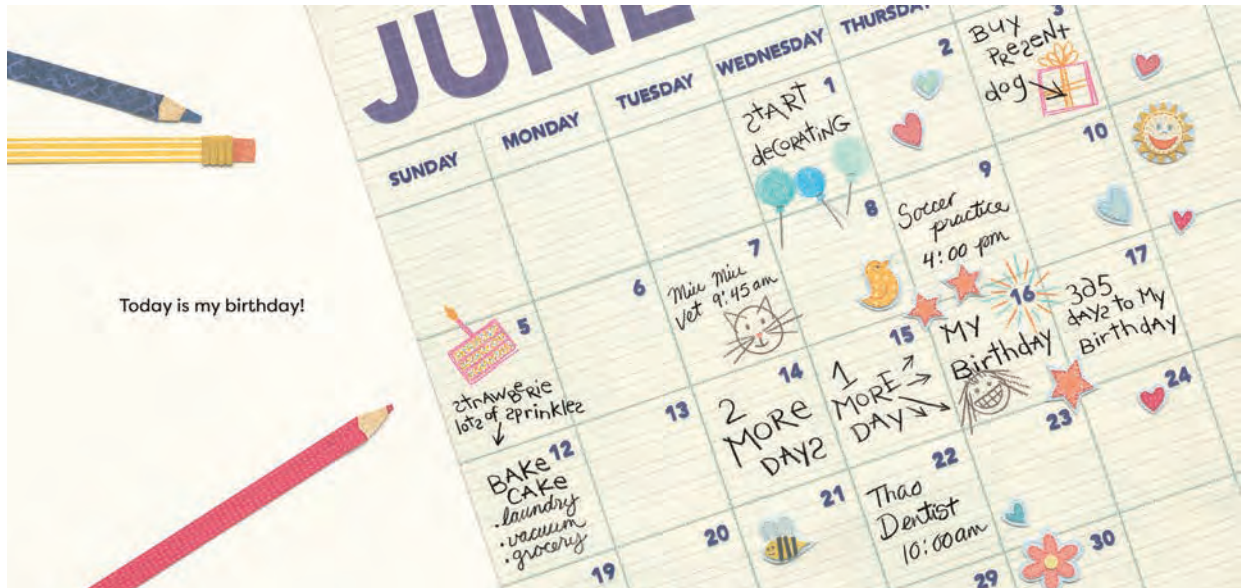 JUNE
SUNDAY
MONDAY
TUESDAY
WEDNESDAY
THURSDAY
1
StART
decORATiNG
2
3
BUY
PReSeNt
dog
Today is my birthday!
5
StrAWBeRie
lotS of SprinkleS
6
7
Miu Miu
vet 9:45 am
8
9
Soccer
practice
4:00 pm
10
12
BAKe
CAKe
• laundry
• vacuum
• grocery
13
14
2
MORe
DAYS
15
1
MORE
DAY
16
MY
BirthdAY
17
365
dAYS to MY
BirthdAY
19
20
21
22
Thao
Dentist
10:00am
23
24
29
30